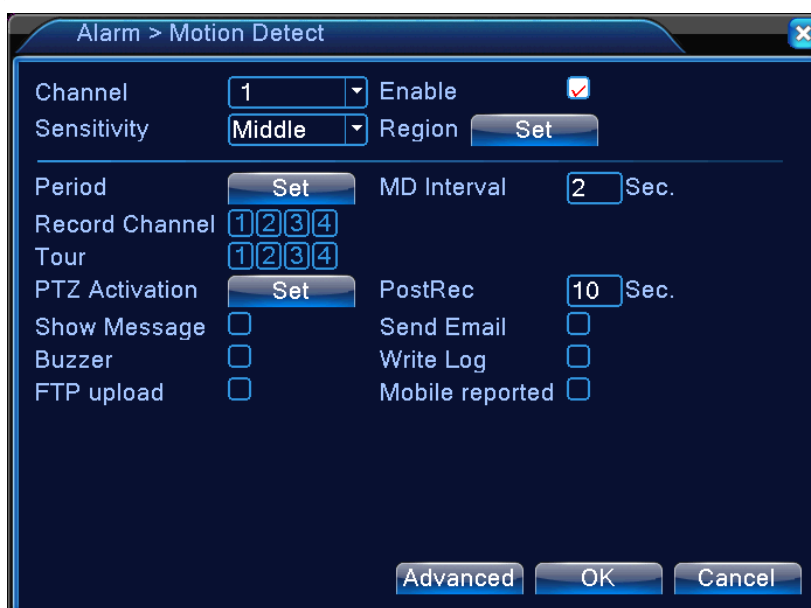 Alarm > Motion Detect
Channel 1 Enable
Sensitivity Middle Region Set
Period Set MD Interval 2 Sec.
Record Channel 1 2 3 4
Tour 1 2 3 4
PTZ Activation Set PostRec 10 Sec.
Show Message Send Email
Buzzer Write Log
FTP upload Mobile reported
Advanced OK Cancel